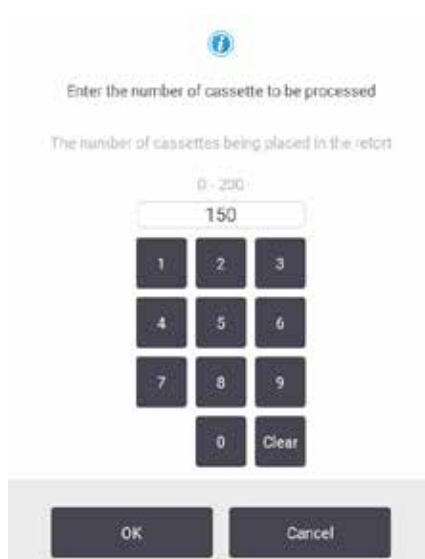 Enter the number of cassette to be processed
The number of cassettes being placed in the retort
0 - 200
150
1 2 3
4 5 6
7 8 9
0 Clear
OK Cancel